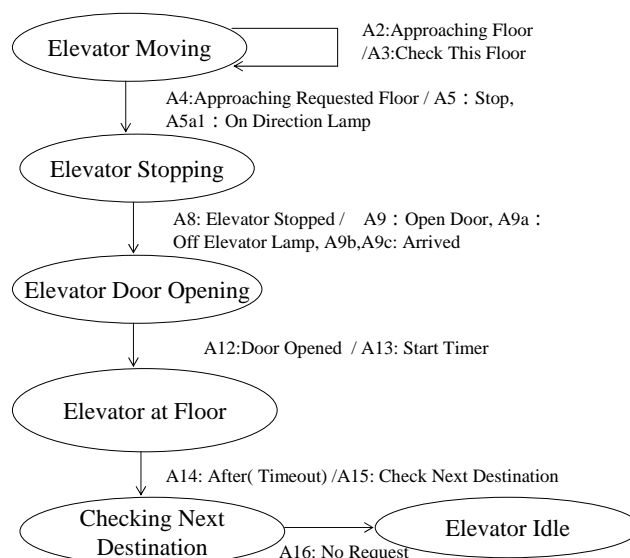 Elevator Moving
A2:Approaching Floor
/A3:Check This Floor
A4:Approaching Requested Floor / A5：Stop,
A5a1：On Direction Lamp
Elevator Stopping
A8: Elevator Stopped / A9：Open Door, A9a：
Off Elevator Lamp, A9b,A9c: Arrived
Elevator Door Opening
A12:Door Opened / A13: Start Timer
Elevator at Floor
A14: After( Timeout) /A15: Check Next Destination
Checking Next
Destination
A16: No Request
Elevator Idle